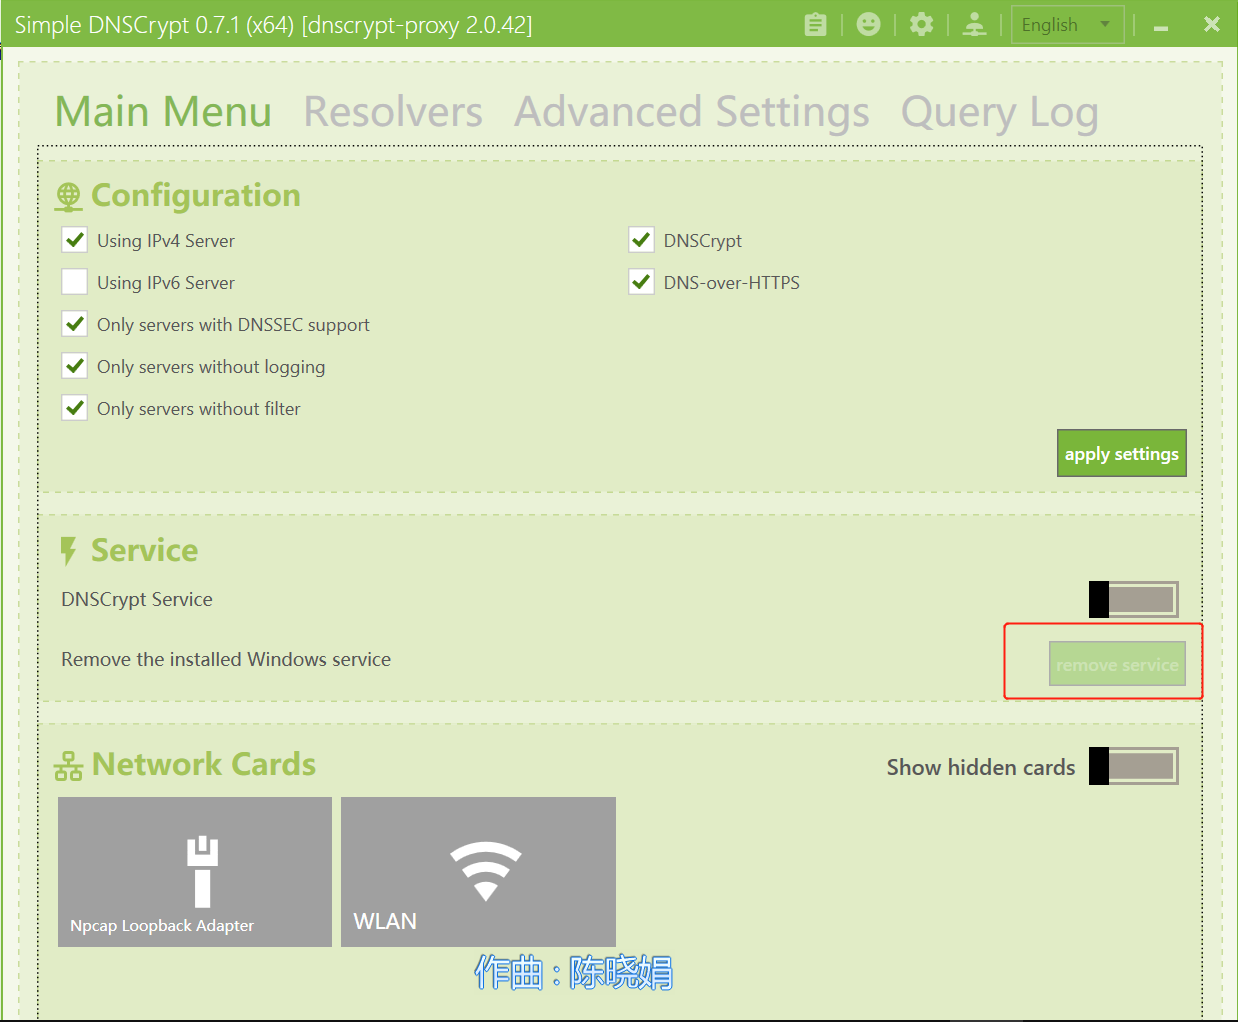 Simple DNSCrypt 0.7.1 (x64) [dnscrypt-proxy 2.0.42]
English
Main Menu Resolvers Advanced Settings Query Log
Configuration
Using IPv4 Server
DNSCrypt
Using IPv6 Server
DNS-over-HTTPS
Only servers with DNSSEC support
Only servers without logging
Only servers without filter
apply settings
Service
DNSCrypt Service
Remove the installed Windows service
remove service
Network Cards
Show hidden cards
Npcap Loopback Adapter
WLAN
作曲:陈晓娟